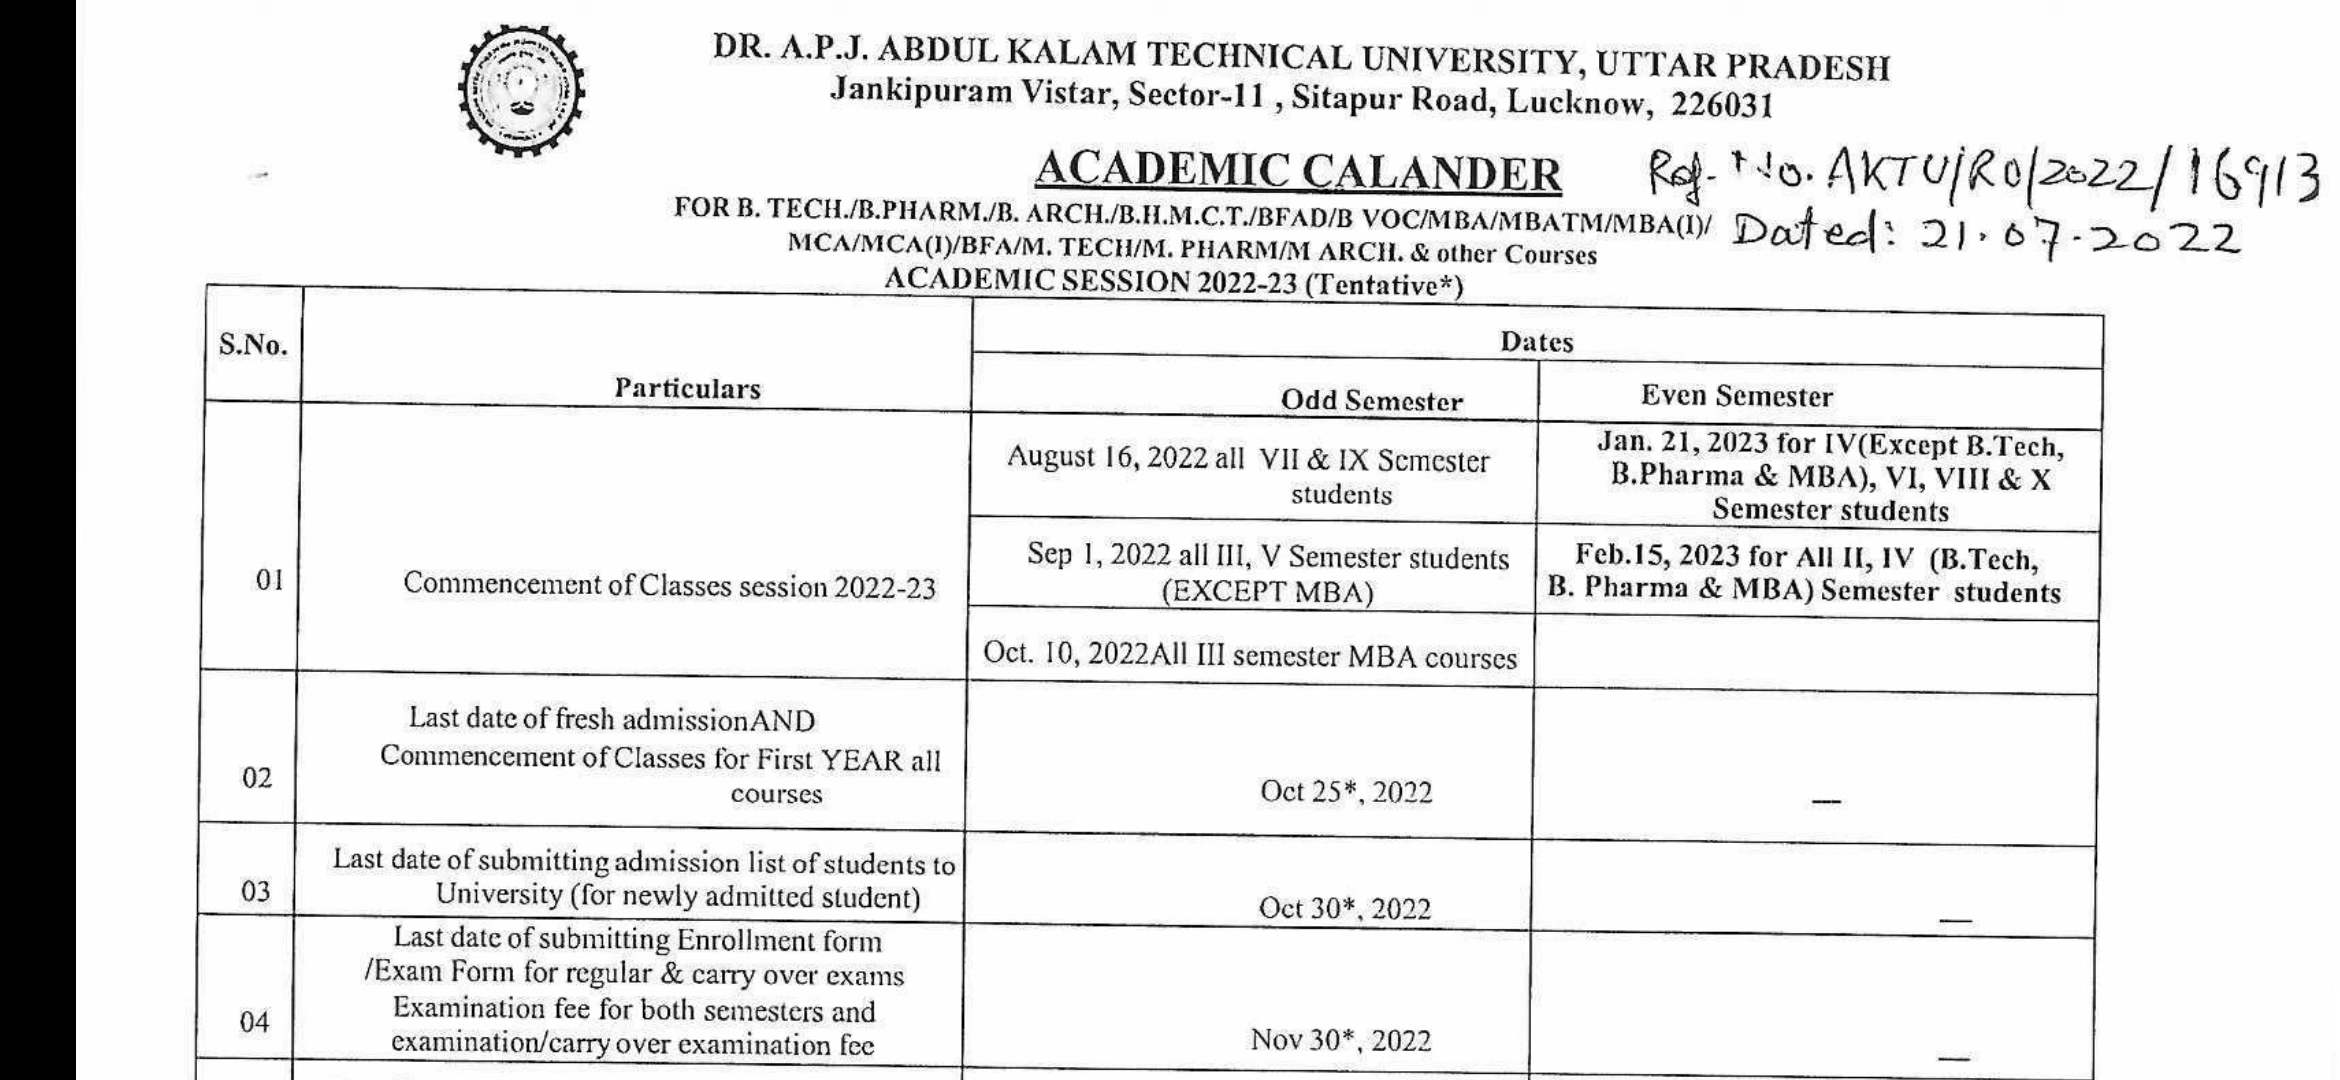 DR. A.P.J. ABDUL KALAM TECHNICAL UNIVERSITY, UTTAR PRADESH
Jankipuram Vistar, Sector-11 , Sitapur Road, Lucknow, 226031
ACADEMIC CALANDER
Ref. No. AKTU/RO/2022/16913
FOR B. TECH./B.PHARM./B. ARCH./B.H.M.C.T./BFAD/B VOC/MBA/MBATM/MBA(I)/
Dated: 21.07.2022
MCA/MCA(I)/BFA/M. TECH/M. PHARM/M ARCH. & other Courses
ACADEMIC SESSION 2022-23 (Tentative*)
S.No.
Particulars
Dates
Odd Semester
Even Semester
01
Commencement of Classes session 2022-23
August 16, 2022 all VII & IX Semester
students
Jan. 21, 2023 for IV(Except B.Tech,
B.Pharma & MBA), VI, VIII & X
Semester students
Sep 1, 2022 all III, V Semester students
(EXCEPT MBA)
Feb.15, 2023 for All II, IV (B.Tech,
B. Pharma & MBA) Semester students
Oct. 10, 2022All III semester MBA courses
02
Last date of fresh admissionAND
Commencement of Classes for First YEAR all
courses
Oct 25*, 2022
—
03
Last date of submitting admission list of students to
University (for newly admitted student)
Oct 30*, 2022
—
04
Last date of submitting Enrollment form
/Exam Form for regular & carry over exams
Examination fee for both semesters and
examination/carry over examination fee
Nov 30*, 2022
—